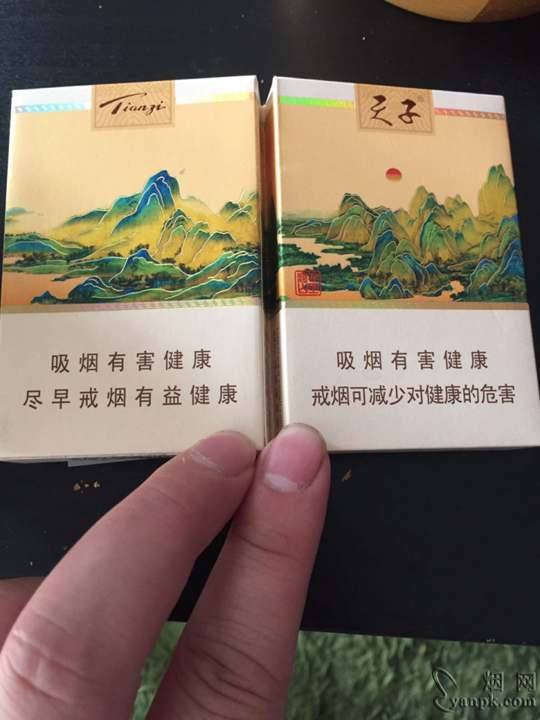 Tianzi
吸烟有害健康
尽早戒烟有益健康
天子®
吸烟有害健康
戒烟可减少对健康的危害
烟网
yanpk.com